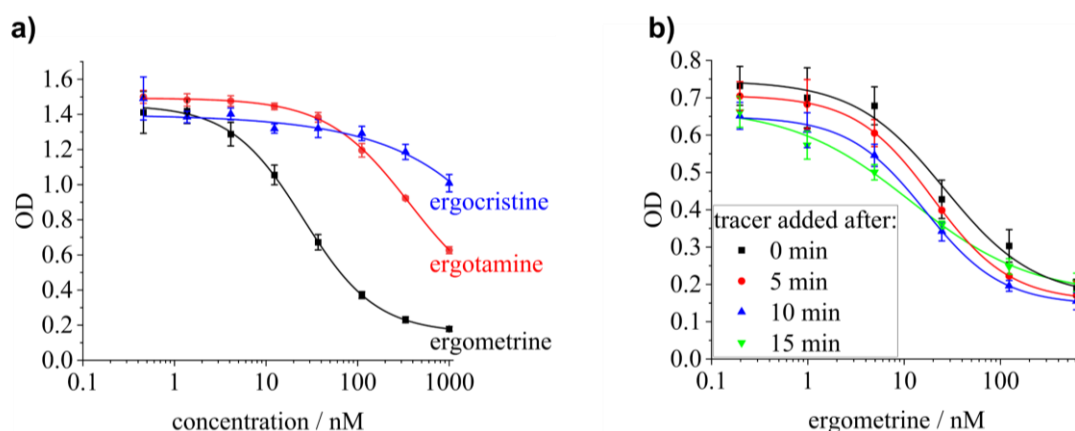 a)
1.6
1.4
1.2
1.0
0.8
0.6
0.4
0.2
0.0
OD
0.1
1
10
100
1000
concentration / nM
ergocristine
ergotamine
ergometrine
b)
0.8
0.7
0.6
0.5
0.4
0.3
0.2
0.1
0.0
OD
tracer added after:
0 min
5 min
10 min
15 min
0.1
1
10
100
ergometrine / nM